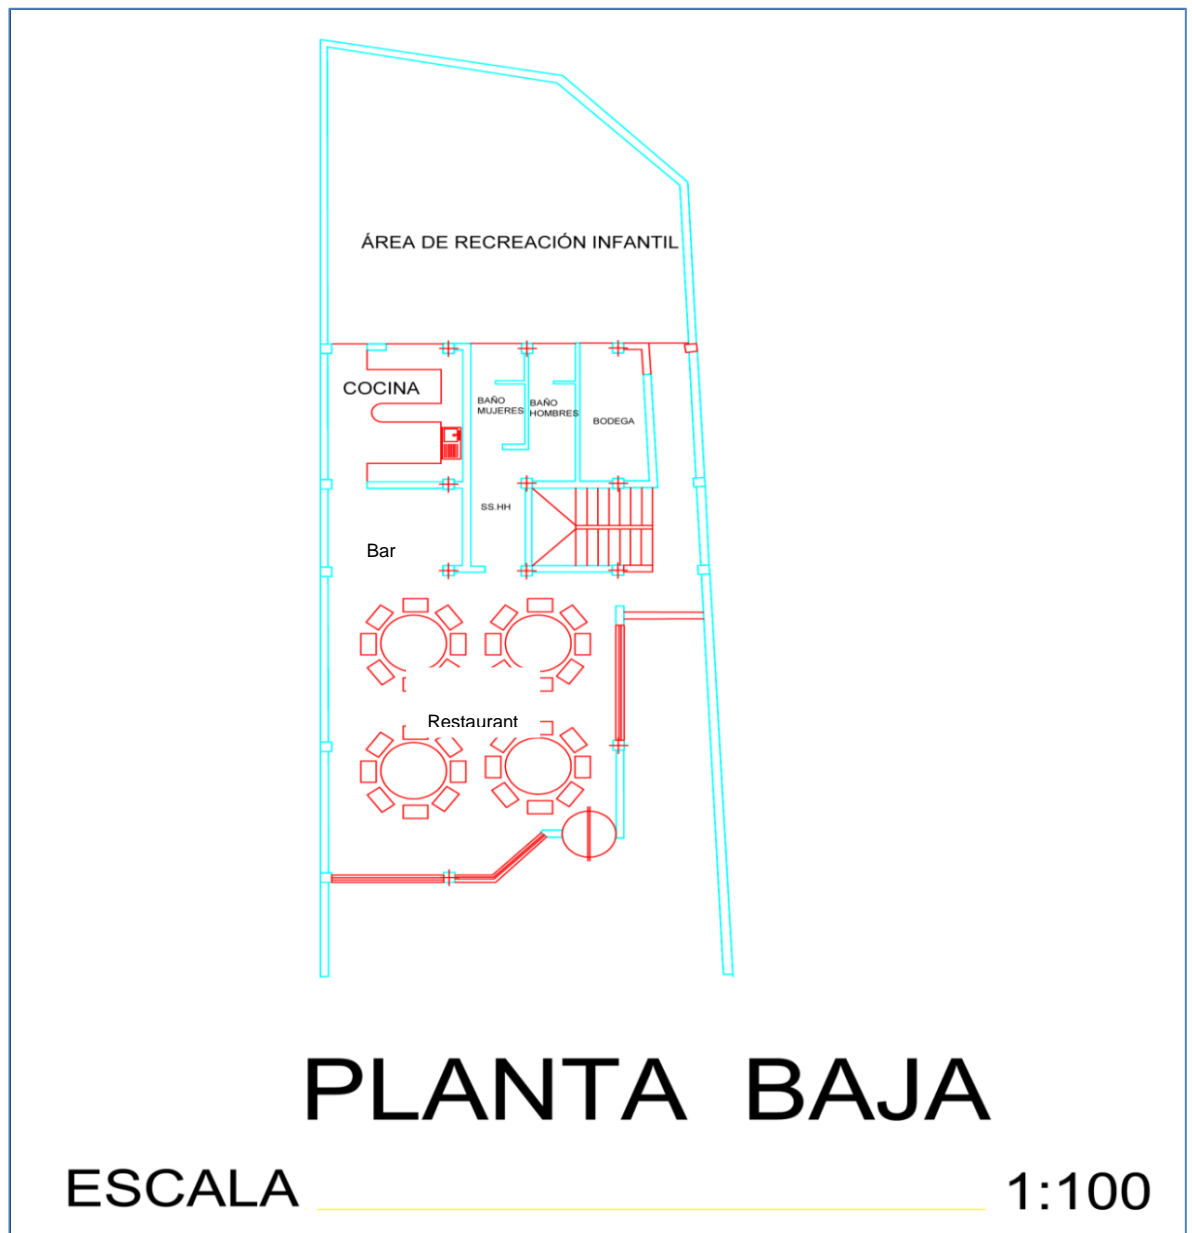 ÁREA DE RECREACIÓN INFANTIL
COCINA
BAÑO
MUJERES
BAÑO
HOMBRES
BODEGA
SS.HH
Bar
Restaurant
PLANTA BAJA
ESCALA 1:100